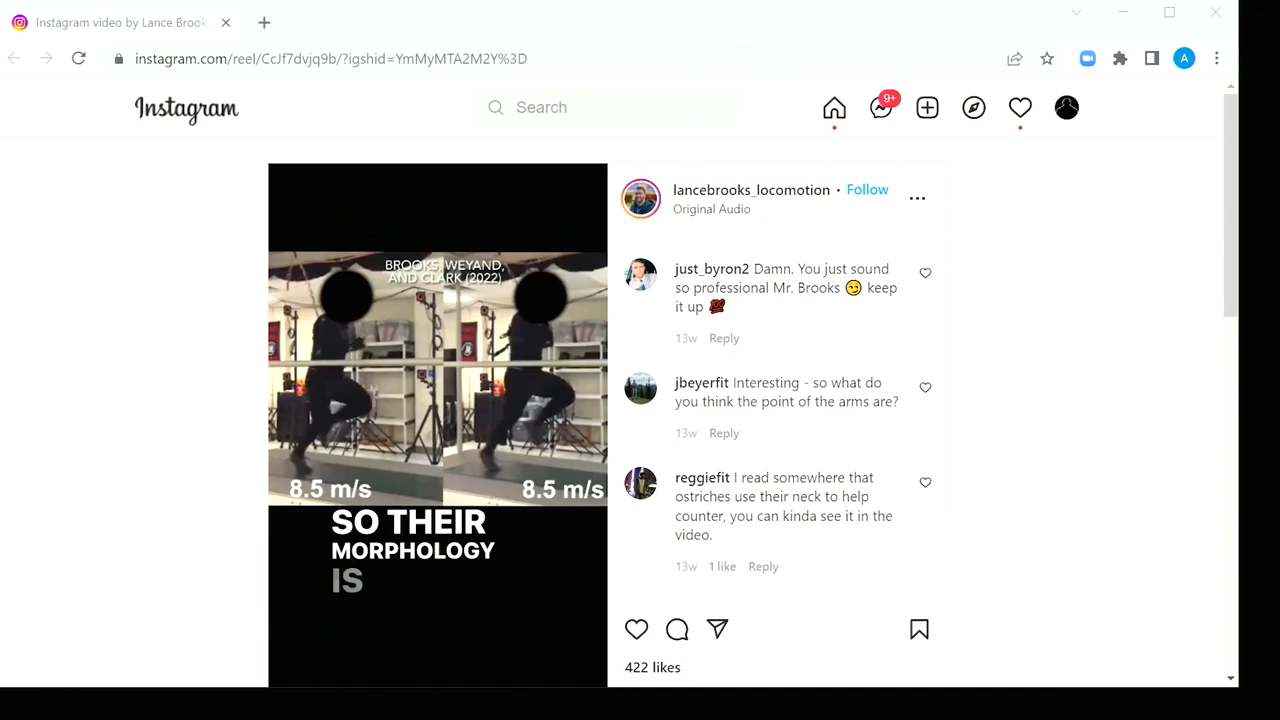 Instagram video by Lance Brook
instagram.com/reel/CcJf7dvjq9b/?igshid=YmMyMTA2M2Y%3D
A
Instagram
Search
9+
lancebrooks_locomotion • Follow
Original Audio
BROOKS, WEYAND,
AND CLARK (2022)
8.5 m/s
8.5 m/s
SO THEIR
MORPHOLOGY
IS
just_byron2 Damn. You just sound
so professional Mr. Brooks 😏 keep
it up 💯
13w Reply
jbeyerfit Interesting - so what do
you think the point of the arms are?
13w Reply
reggiefit I read somewhere that
ostriches use their neck to help
counter, you can kinda see it in the
video.
13w 1 like Reply
422 likes